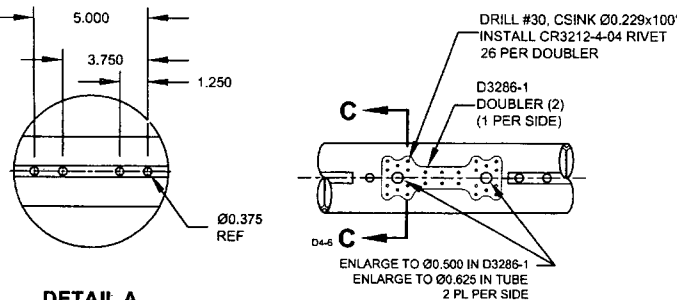 5.000
3.750
1.250
Ø0.375
REF
DETAIL A
DRILL #30, CSINK Ø0.229x100°
INSTALL CR3212-4-04 RIVET
26 PER DOUBLER
D3286-1
DOUBLER (2)
(1 PER SIDE)
C
D4-6 C
ENLARGE TO Ø0.500 IN D3286-1
ENLARGE TO Ø0.625 IN TUBE
2 PL PER SIDE